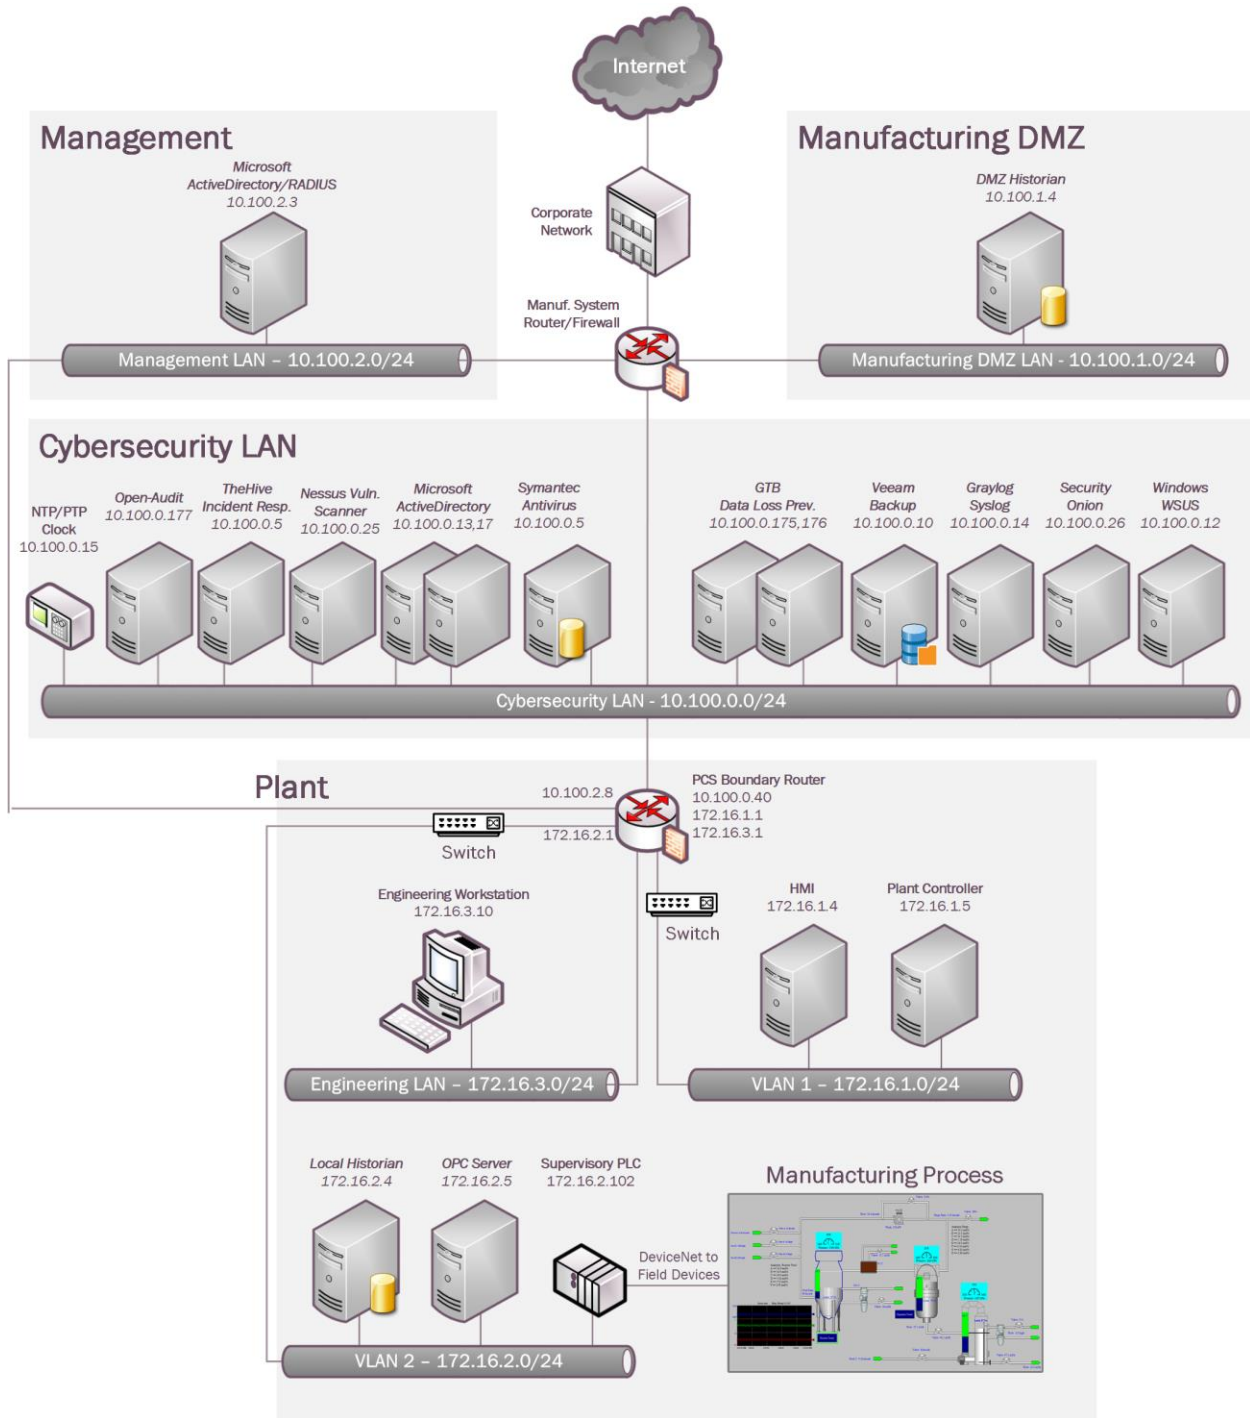 Internet
Management
Microsoft
ActiveDirectory/RADIUS
10.100.2.3
Corporate
Network
Manufacturing DMZ
DMZ Historian
10.100.1.4
Manuf. System
Router/Firewall
Management LAN – 10.100.2.0/24
Manufacturing DMZ LAN - 10.100.1.0/24
Cybersecurity LAN
NTP/PTP
Clock
10.100.0.15
Open-Audit
10.100.0.177
TheHive
Incident Resp.
10.100.0.5
Nessus Vuln.
Scanner
10.100.0.25
Microsoft
ActiveDirectory
10.100.0.13,17
Symantec
Antivirus
10.100.0.5
GTB
Data Loss Prev.
10.100.0.175,176
Veeam
Backup
10.100.0.10
Graylog
Syslog
10.100.0.14
Security
Onion
10.100.0.26
Windows
WSUS
10.100.0.12
Cybersecurity LAN - 10.100.0.0/24
Plant
10.100.2.8
172.16.2.1
PCS Boundary Router
10.100.0.40
172.16.1.1
172.16.3.1
Switch
Engineering Workstation
172.16.3.10
Switch
HMI
172.16.1.4
Plant Controller
172.16.1.5
Engineering LAN – 172.16.3.0/24
VLAN 1 – 172.16.1.0/24
Local Historian
172.16.2.4
OPC Server
172.16.2.5
Supervisory PLC
172.16.2.102
Manufacturing Process
DeviceNet to
Field Devices
VLAN 2 – 172.16.2.0/24